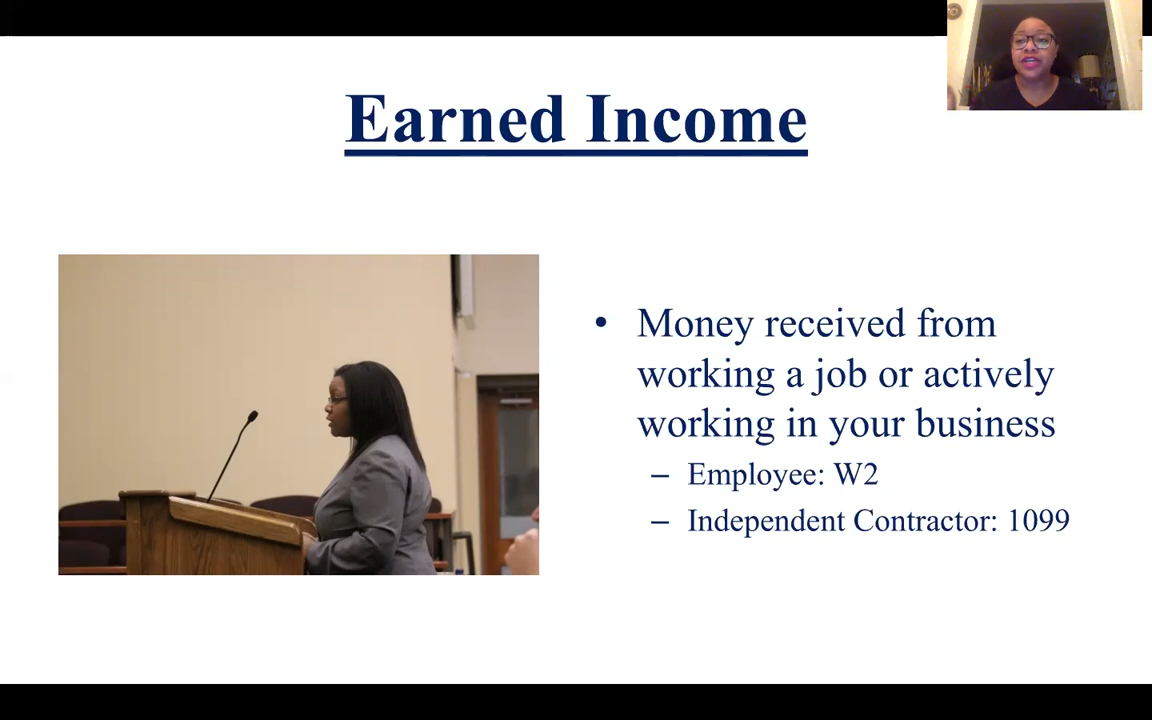 Earned Income
• Money received from
working a job or actively
working in your business
– Employee: W2
– Independent Contractor: 1099